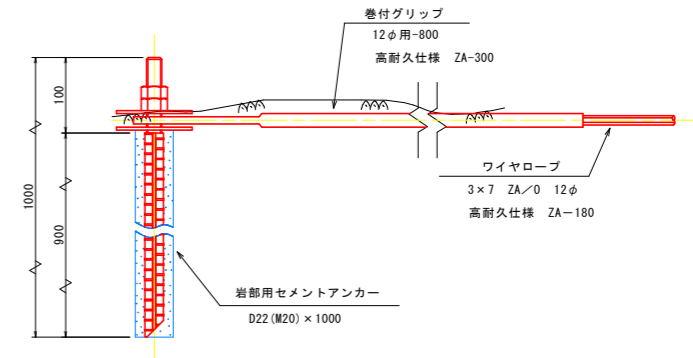 巻付グリップ
12φ用-800
高耐久仕様 ZA-300
ワイヤロープ
3×7 ZA/0 12φ
高耐久仕様 ZA-180
岩部用セメントアンカー
D22(M20)×1000
100
1000
900